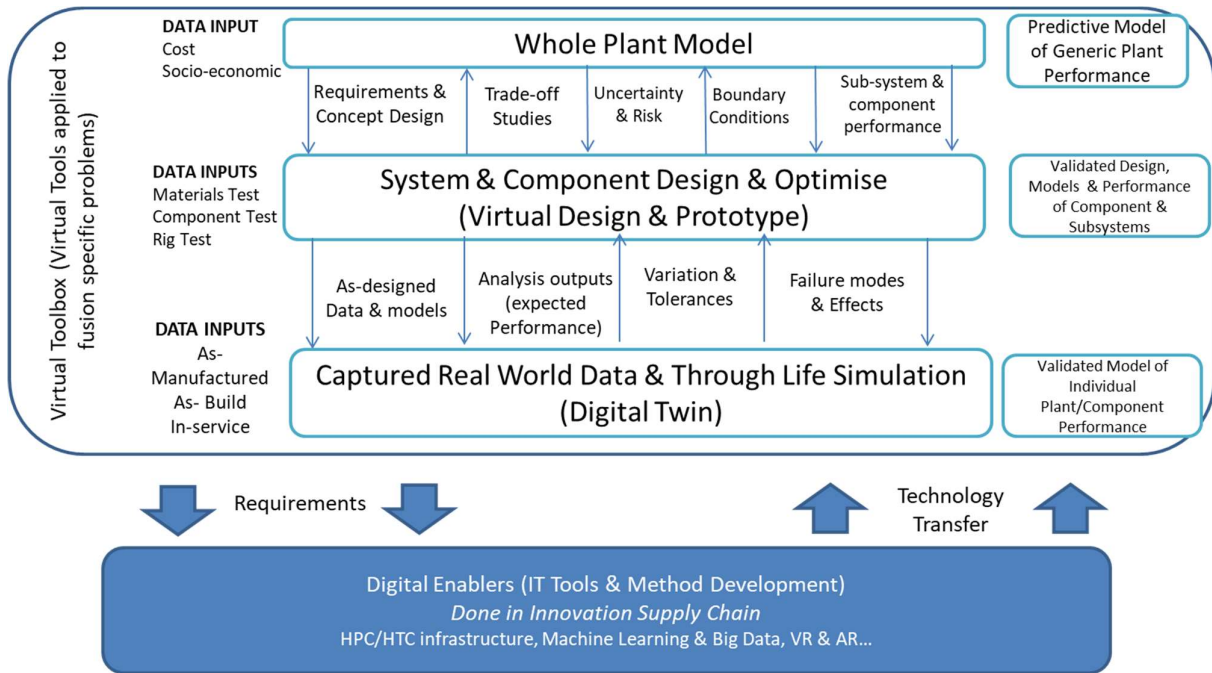 Virtual Toolbox (Virtual Tools applied to
fusion specific problems)
DATA INPUT
Cost
Socio-economic
Whole Plant Model
Predictive Model
of Generic Plant
Performance
Requirements &
Concept Design
Trade-off
Studies
Uncertainty
& Risk
Boundary
Conditions
Sub-system &
component
performance
DATA INPUTS
Materials Test
Component Test
Rig Test
System & Component Design & Optimise
(Virtual Design & Prototype)
Validated Design,
Models & Performance
of Component &
Subsystems
As-designed
Data & models
Analysis outputs
(expected
Performance)
Variation &
Tolerances
Failure modes
& Effects
DATA INPUTS
As-
Manufactured
As- Build
In-service
Captured Real World Data & Through Life Simulation
(Digital Twin)
Validated Model of
Individual
Plant/Component
Performance
Requirements
Technology
Transfer
Digital Enablers (IT Tools & Method Development)
Done in Innovation Supply Chain
HPC/HTC infrastructure, Machine Learning & Big Data, VR & AR...